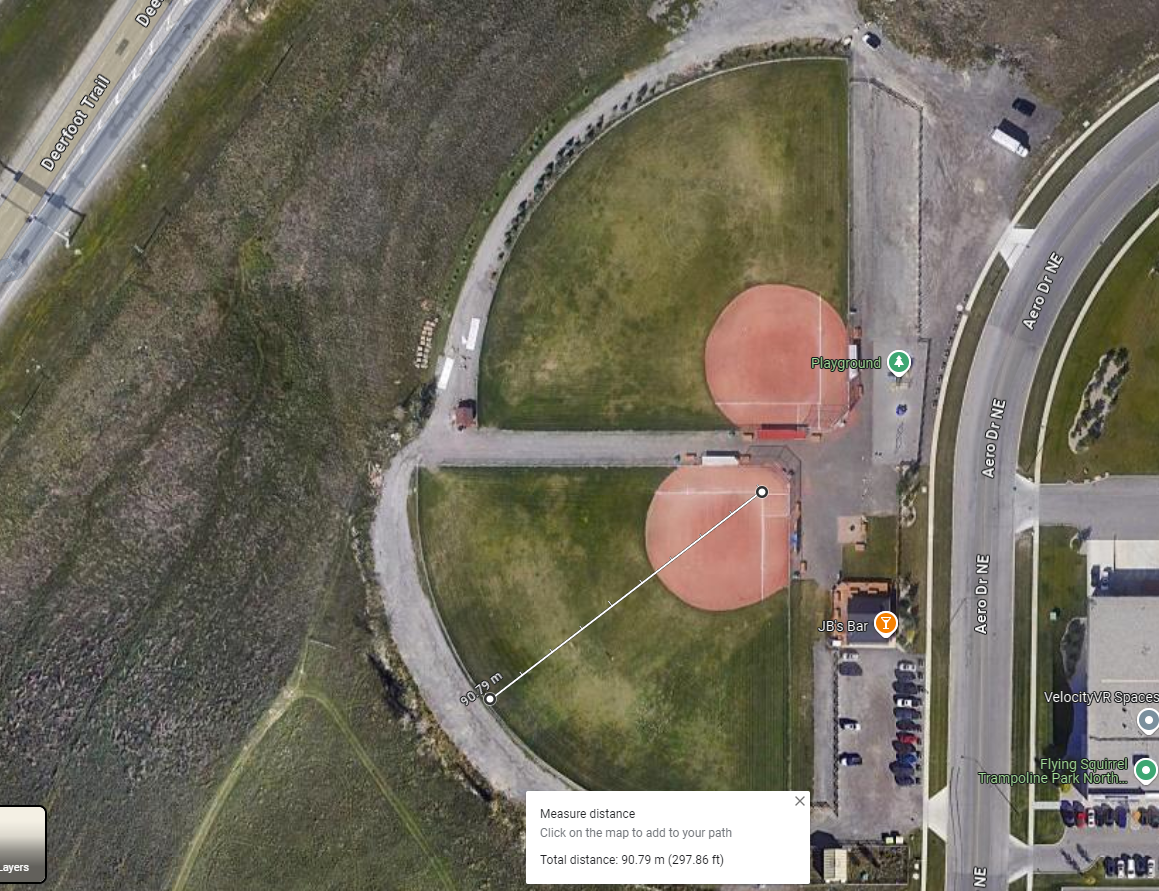 Dee
Deerfoot Trail
Aero Dr NE
Playground
Aero Dr NE
Aero Dr NE
JB's Bar
90.79 m
VelocityVR Spaces
Flying Squirrel
Trampoline Park North...
Measure distance
Click on the map to add to your path
Total distance: 90.79 m (297.86 ft)
Layers
NE